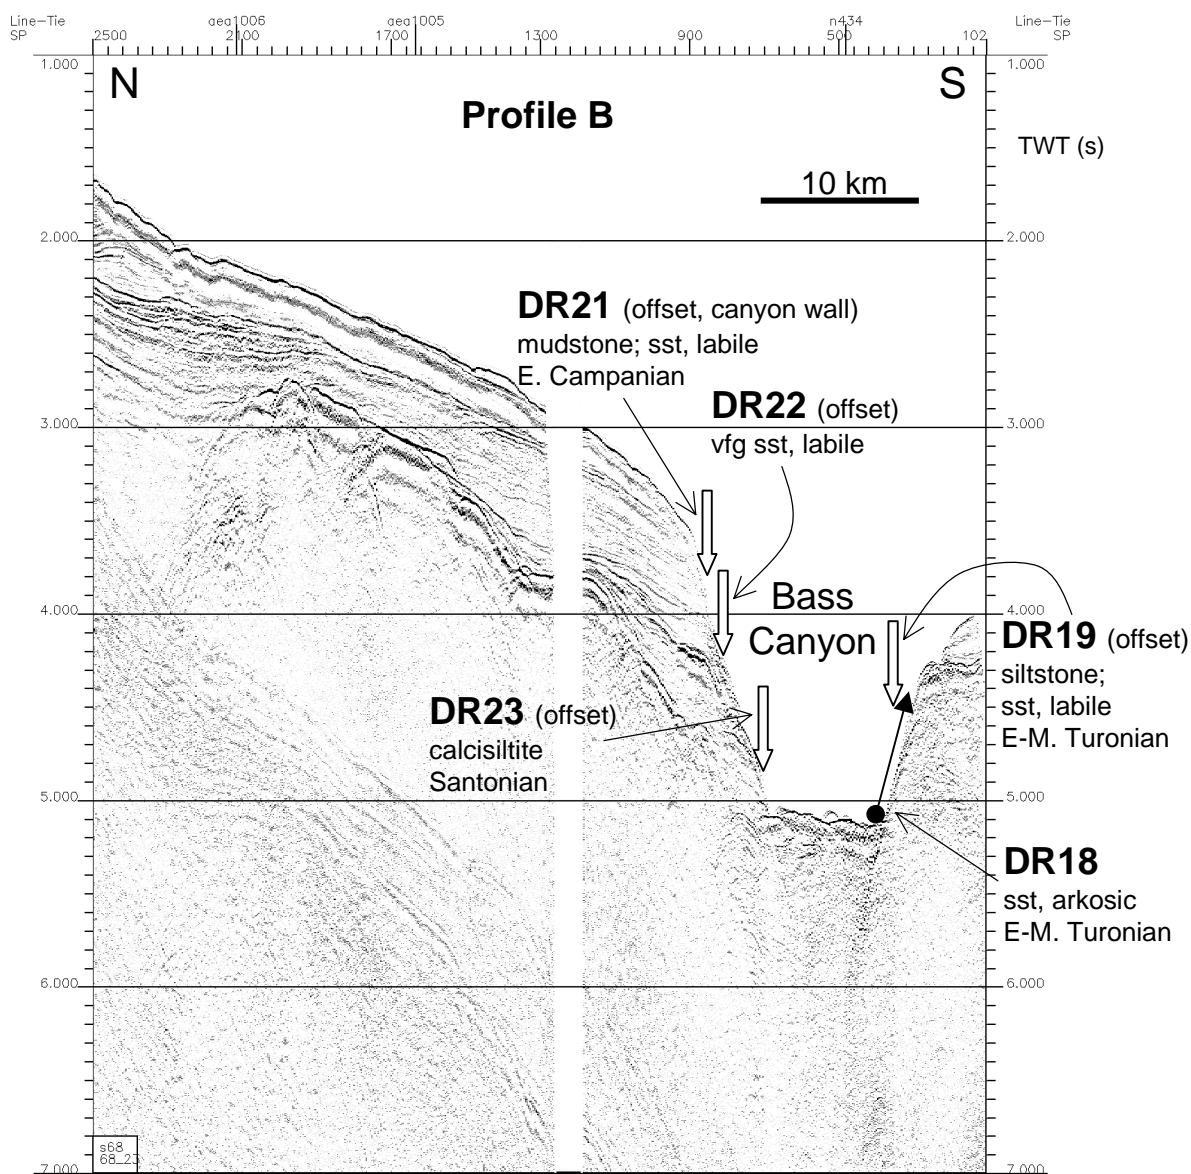 Line-Tie aea1006 aea1005 n434 Line-Tie
SP 2500 2100 1700 1300 900 500 102 SP
1.000 1.000
N S
Profile B
TWT (s)
10 km
2.000 2.000
DR21 (offset, canyon wall)
mudstone; sst, labile
E. Campanian
DR22 (offset)
vfg sst, labile
3.000 3.000
Bass
Canyon
4.000 4.000
DR19 (offset)
siltstone;
sst, labile
E-M. Turonian
DR23 (offset)
calcisiltite
Santonian
5.000 5.000
DR18
sst, arkosic
E-M. Turonian
6.000 6.000
s68
68_23
7.000 7.000